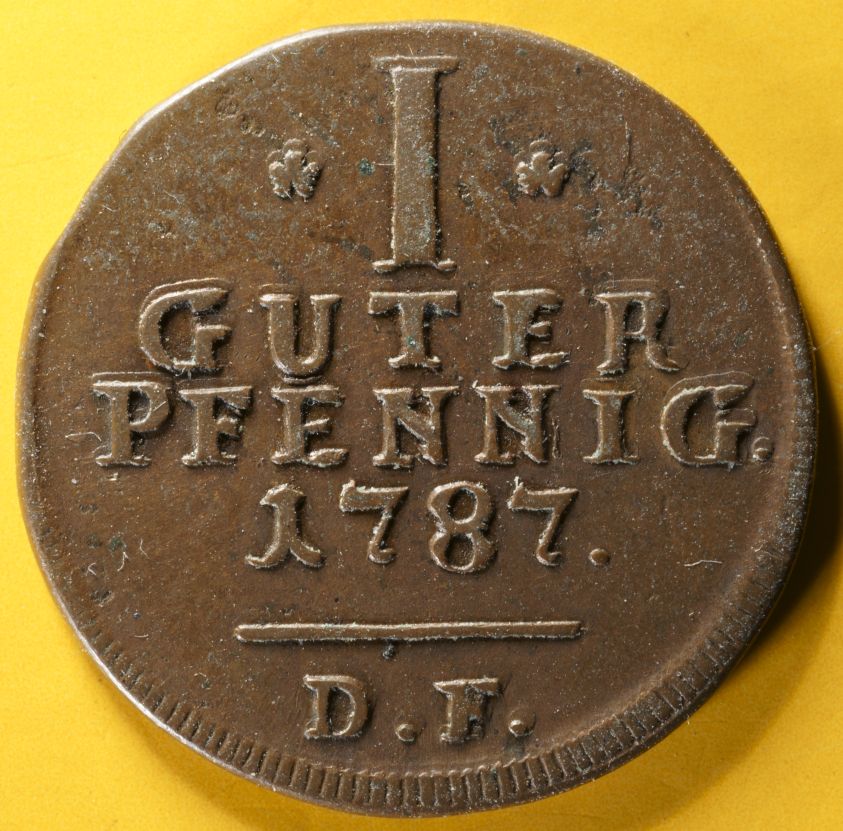 I
GUTER
PFENNIG.
1787.
D.F.